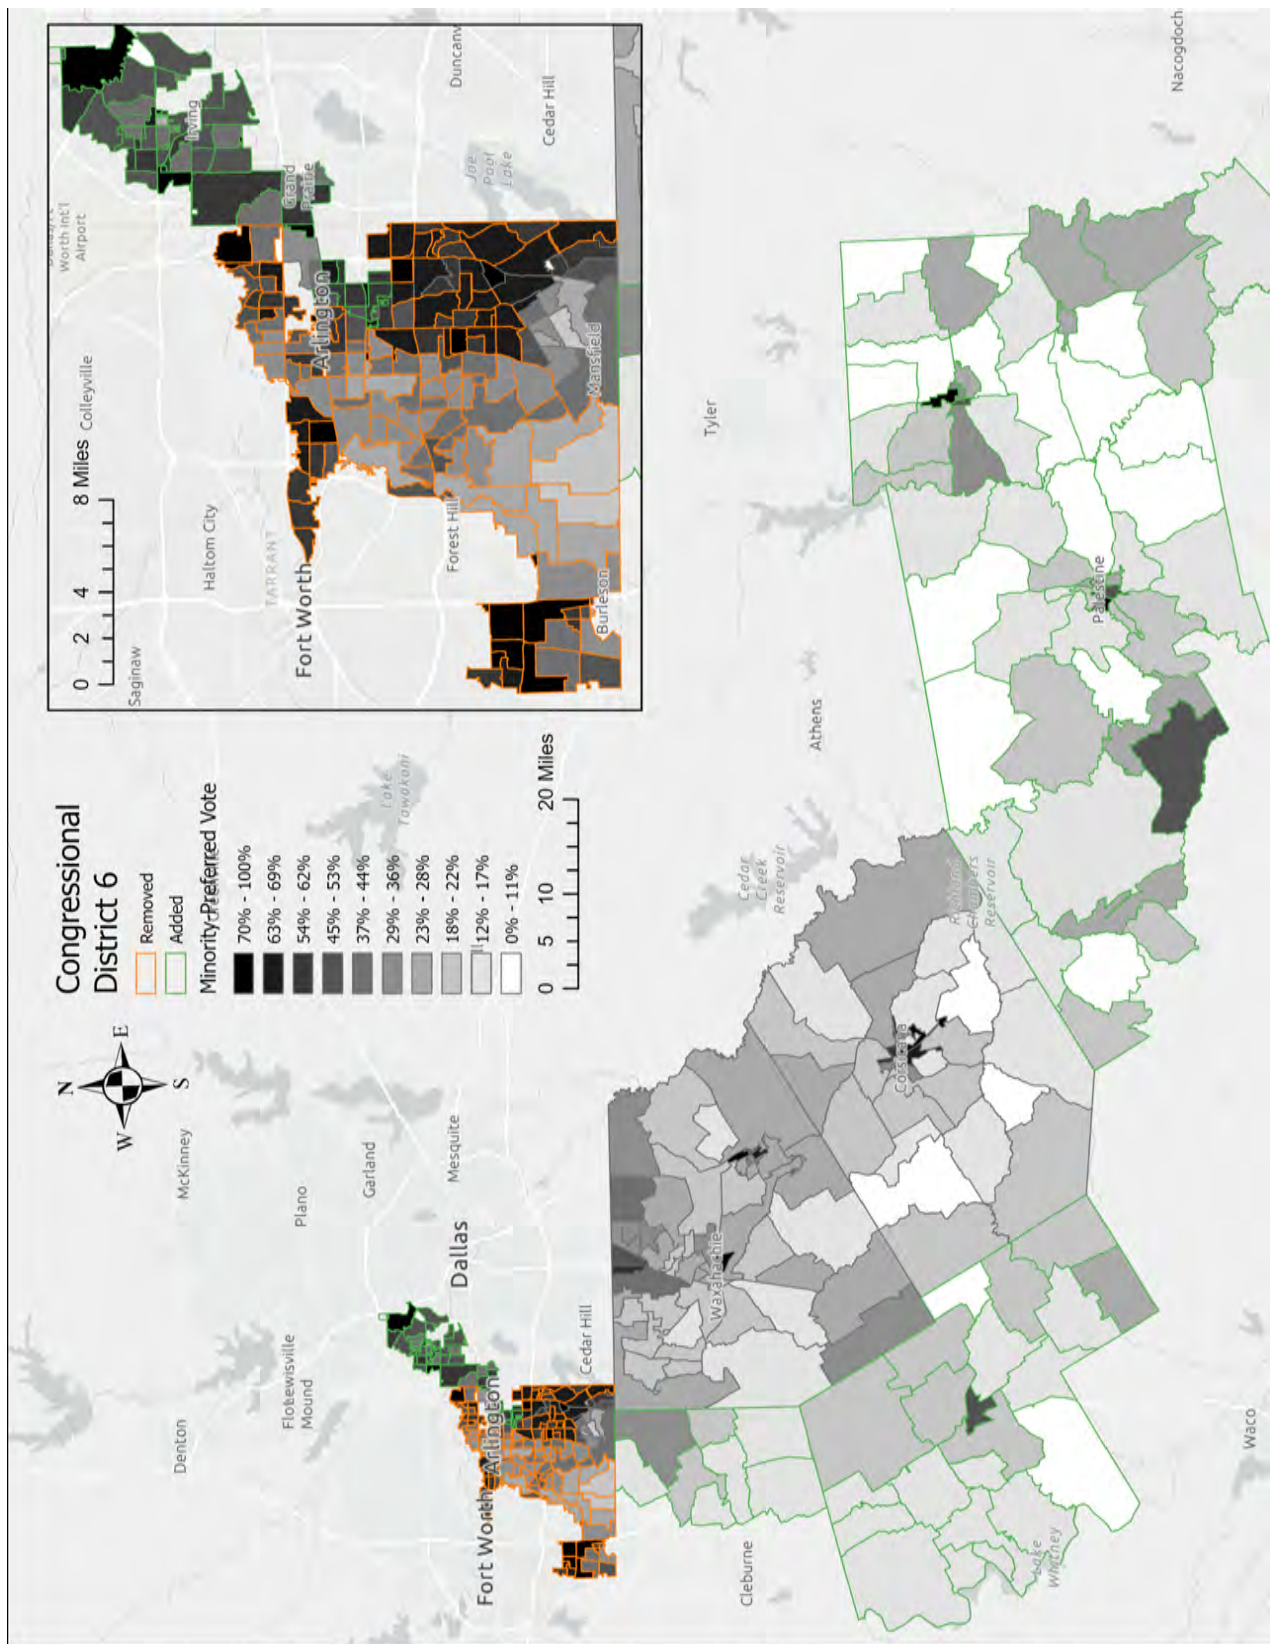 Congressional
District 6
Removed
Added
Minority-Preferred Vote
70% - 100%
63% - 69%
54% - 62%
45% - 53%
37% - 44%
29% - 36%
23% - 28%
18% - 22%
12% - 17%
0% - 11%
0 5 10 20 Miles
N
W E
S
0 2 4 8 Miles
Saginaw
Colleyville
Worth Int'l
Airport
Haltom City
TARRANT
Fort Worth
Arlington
Grand
Prairie
Irving
Forest Hill
Joe
Pool
Lake
Duncanv
Cedar Hill
Burleson
Mansfield
Denton
McKinney
Lewisville
Mound
Plano
Garland
Mesquite
Lake
Tawakoni
Dallas
Fort Worth
Arlington
Cedar Hill
Cleburne
Waxahachie
Cedar
Creek
Reservoir
Athens
Tyler
Corsicana
Richland
Chambers
Reservoir
Palestine
Lake
Whitney
Waco
Nacogdoch